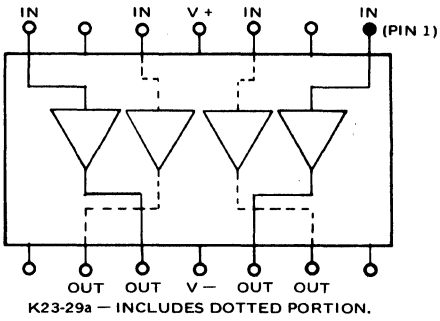 IN IN V+ IN IN
(PIN 1)
OUT OUT V− OUT OUT
K23-29a — INCLUDES DOTTED PORTION.